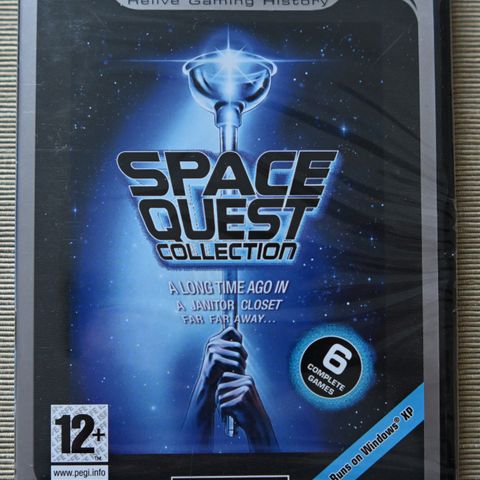 Relive Gaming History
SPACE
QUEST
COLLECTION
A LONG TIME AGO IN
A JANITOR CLOSET
FAR FAR AWAY...
6
COMPLETE
GAMES
12+
www.pegi.info
Runs on Windows® XP